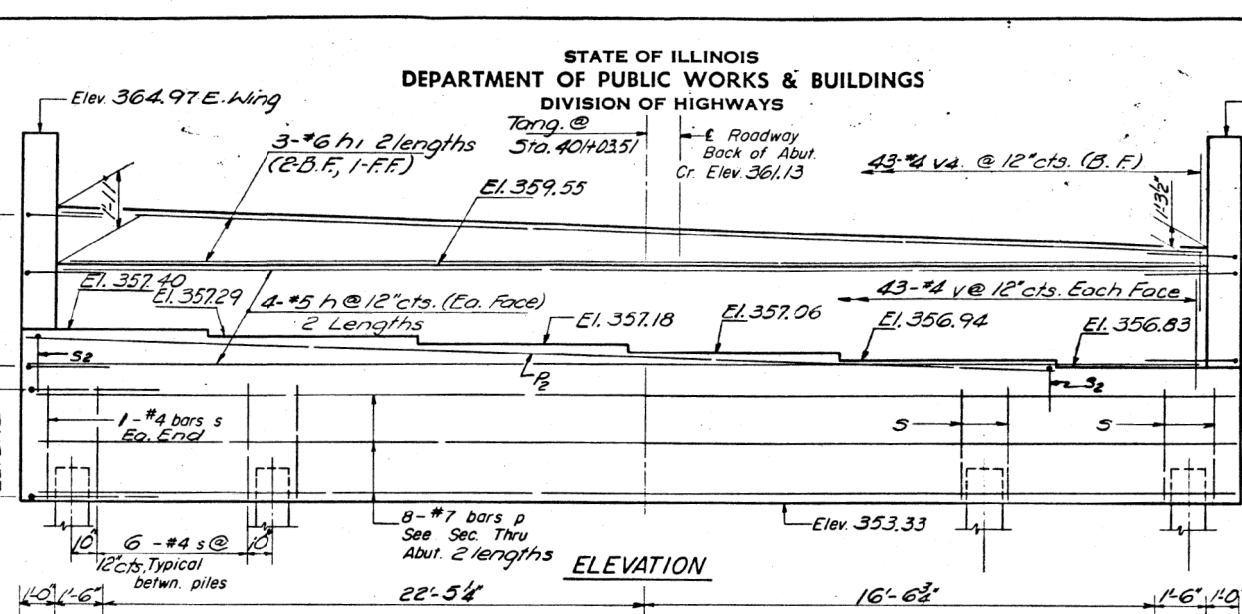 STATE OF ILLINOIS
DEPARTMENT OF PUBLIC WORKS & BUILDINGS
DIVISION OF HIGHWAYS
Elev. 364.97 E. Wing
Tang. @
Sta. 401+03.51
℄ Roadway
Back of Abut.
Cr. Elev. 361.13
3-#6 h1 2 lengths
(2-B.F., 1-F.F.)
43-#4 v4 @ 12"cts. (B.F.)
El. 359.55
1'-11"
1'-3½"
El. 357.40
El. 357.29
4-#5 h @ 12"cts. (Ea. Face)
2 Lengths
43-#4 v @ 12"cts. Each Face
El. 357.18
El. 357.06
El. 356.94
El. 356.83
s2
P2
s2
1-#4 bars s
Ea. End
s
s
8-#7 bars p
See Sec. Thru
Abut. 2 lengths
Elev. 353.33
10"
6 -#4 s @
12"cts, Typical
betwn. piles
10"
ELEVATION
1'-0"
1'-6"
22'-5¼"
16'-6¾"
1'-6"
1'-0